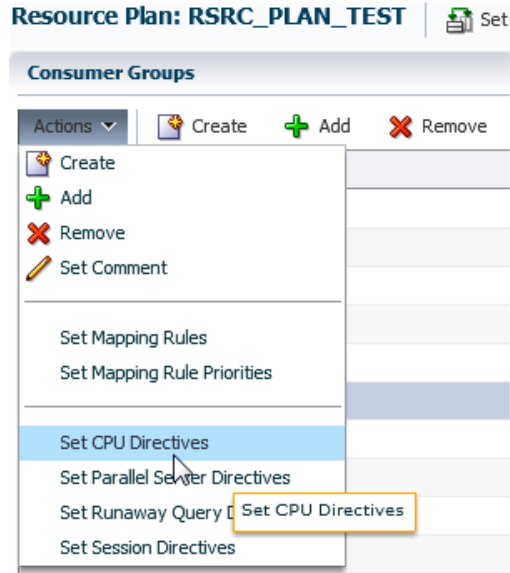 Resource Plan: RSRC_PLAN_TEST Set
Consumer Groups
Actions Create Add Remove
Create
Add
Remove
Set Comment
Set Mapping Rules
Set Mapping Rule Priorities
Set CPU Directives
Set Parallel Server Directives
Set Runaway Query
Set CPU Directives
Set Session Directives